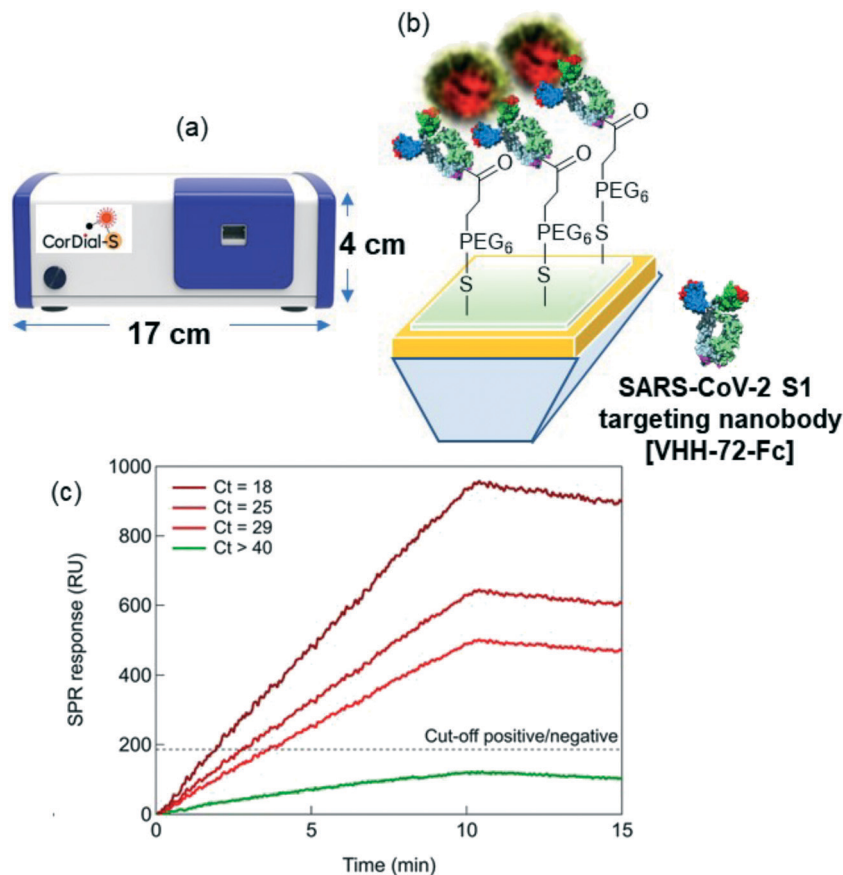 (a)
CorDial-S
4 cm
17 cm
(b)
O
O
O
PEG₆
PEG₆
PEG₆
S
S
S
SARS-CoV-2 S1
targeting nanobody
[VHH-72-Fc]
(c)
Ct = 18
Ct = 25
Ct = 29
Ct > 40
SPR response (RU)
1000
800
600
400
200
0
Cut-off positive/negative
0
5
10
15
Time (min)